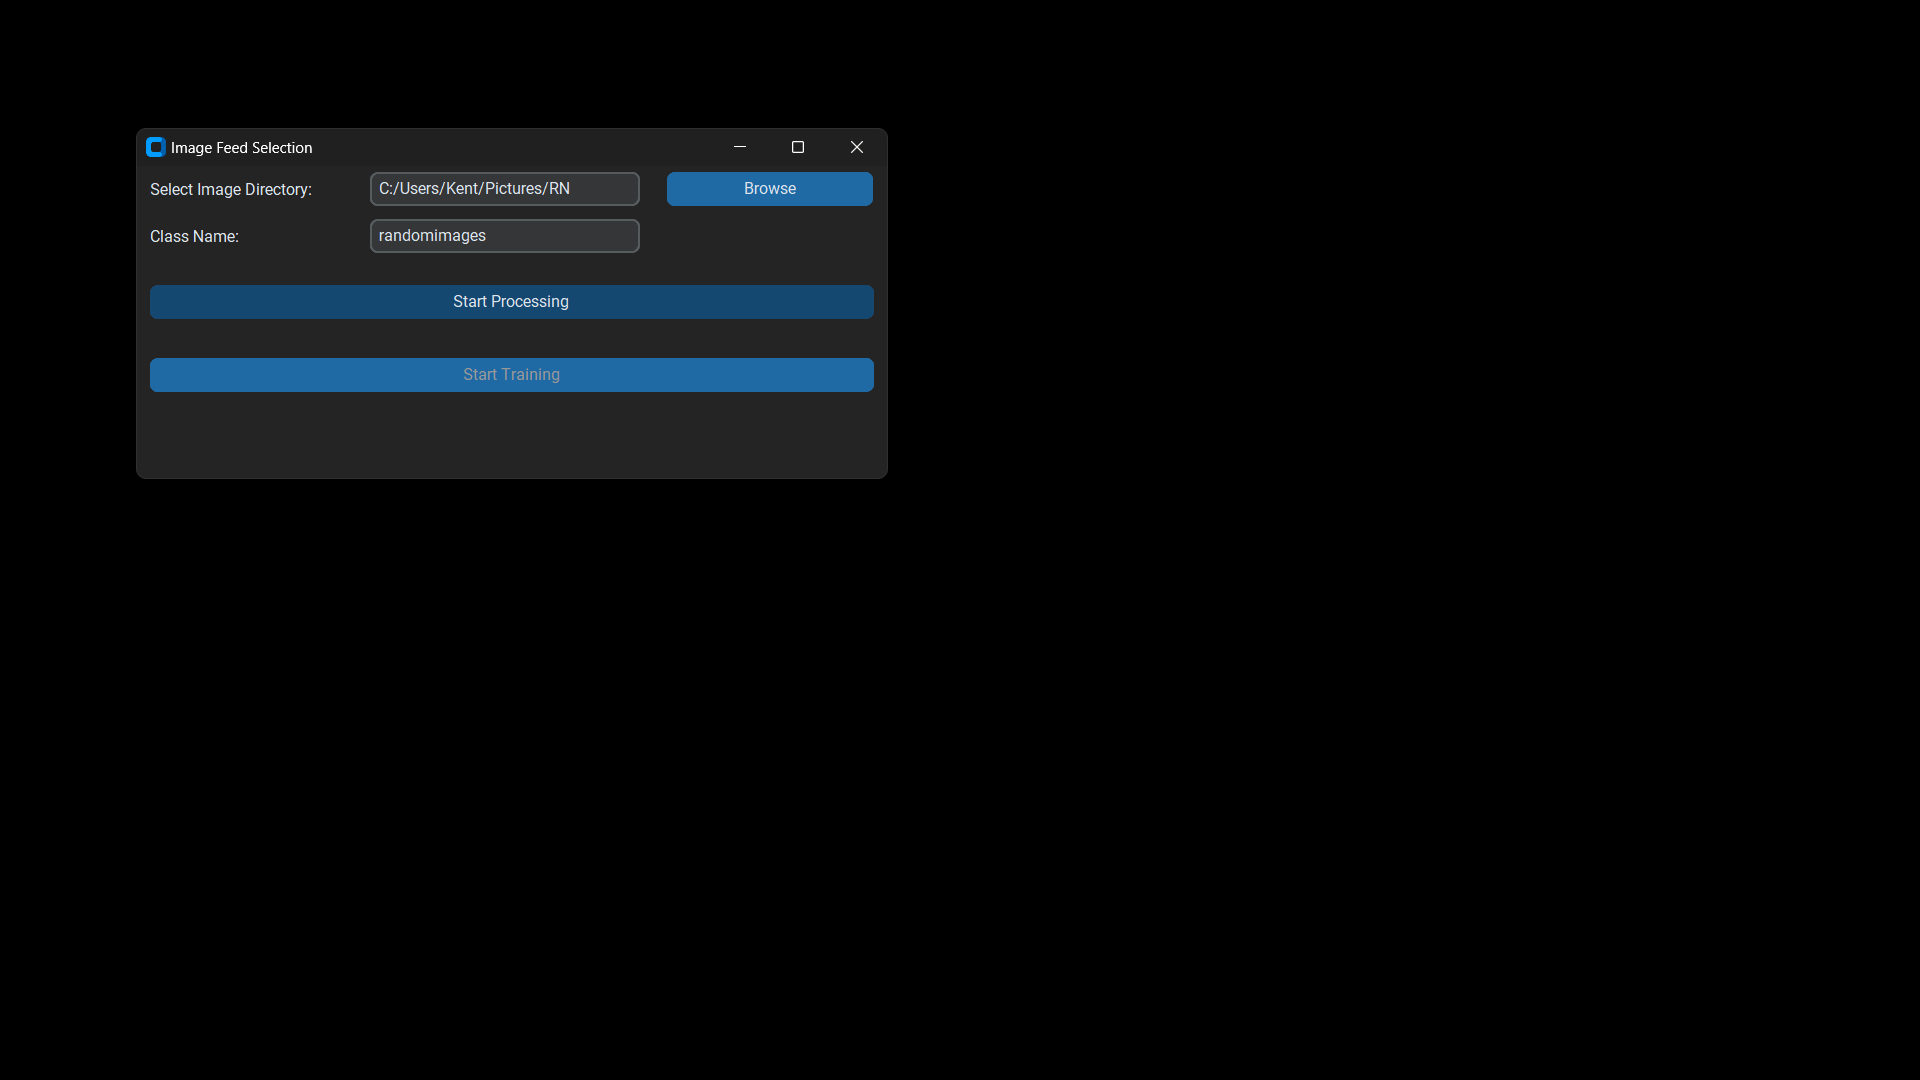 Image Feed Selection
Select Image Directory: C:/Users/Kent/Pictures/RN Browse
Class Name: randomimages
Start Processing
Start Training